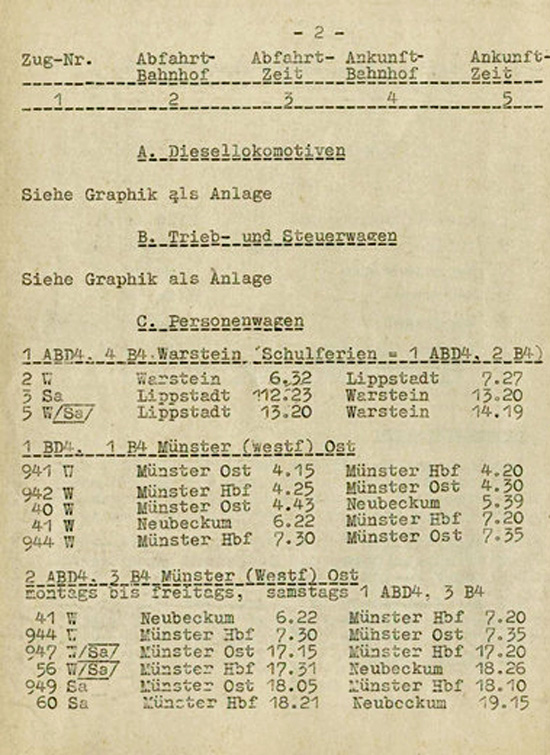 - 2 -
Zug-Nr. Abfahrt- Abfahrt- Ankunft- Ankunft-
Bahnhof Zeit Bahnhof Zeit
1 2 3 4 5
A. Diesellokomotiven
Siehe Graphik als Anlage
B. Trieb- und Steuerwagen
Siehe Graphik als Anlage
C. Personenwagen
1 ABD4, 4 B4 Warstein (Schulferien = 1 ABD4, 2 B4)
2 W Warstein 6.32 Lippstadt 7.27
3 Sa Lippstadt 112.23 Warstein 13.20
5 W/Sa/ Lippstadt 13.20 Warstein 14.19
1 BD4, 1 B4 Münster (westf) Ost
941 W Münster Ost 4.15 Münster Hbf 4.20
942 W Münster Hbf 4.25 Münster Ost 4.30
40 W Münster Ost 4.43 Neubeckum 5.39
41 W Neubeckum 6.22 Münster Hbf 7.20
944 W Münster Hbf 7.30 Münster Ost 7.35
2 ABD4, 3 B4 Münster (Westf) Ost
montags bis freitags, samstags 1 ABD4, 3 B4
41 W Neubeckum 6.22 Münster Hbf 7.20
944 W Münster Hbf 7.30 Münster Ost 7.35
947 W/Sa/ Münster Ost 17.15 Münster Hbf 17.20
56 W/Sa/ Münster Hbf 17.31 Neubeckum 18.26
949 Sa Münster Ost 18.05 Münster Hbf 18.10
60 Sa Münster Hbf 18.21 Neubeckum 19.15